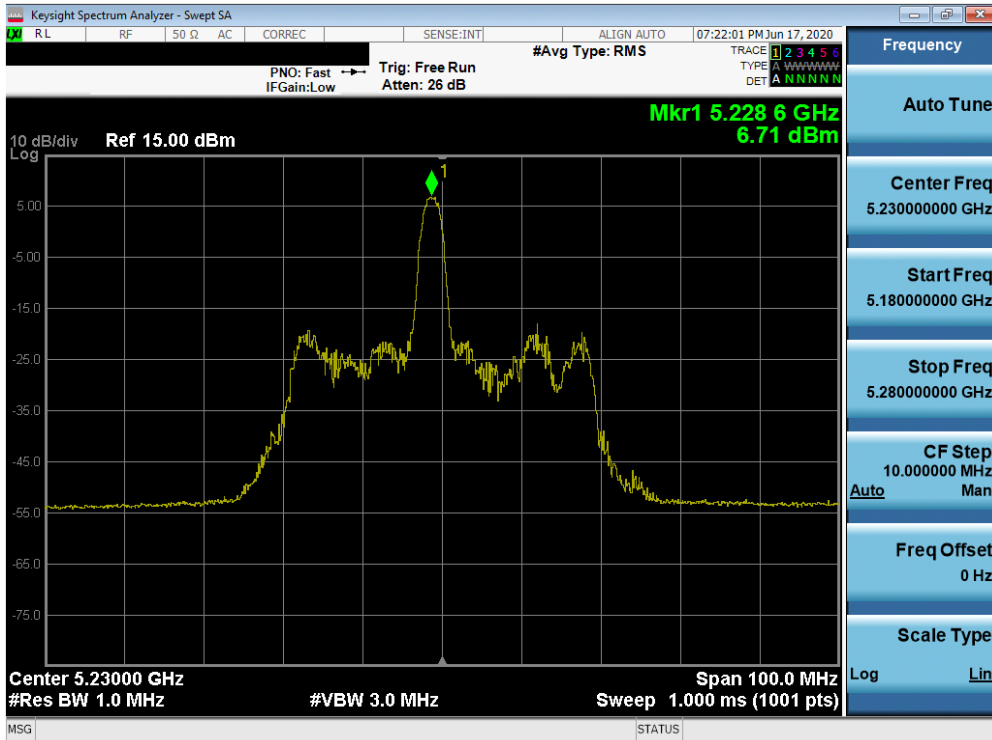 Keysight Spectrum Analyzer - Swept SA
LXI RL RF 50 Ω AC CORREC SENSE:INT ALIGN AUTO 07:22:01 PM Jun 17, 2020
#Avg Type: RMS
TRACE 1 2 3 4 5 6
TYPE A WWWWW
DET A N N N N N
PNO: Fast
IFGain:Low
Trig: Free Run
Atten: 26 dB
Mkr1 5.228 6 GHz
6.71 dBm
10 dB/div Ref 15.00 dBm
Log
1
5.00
-5.00
-15.0
-25.0
-35.0
-45.0
-55.0
-65.0
-75.0
Center 5.23000 GHz Span 100.0 MHz
#Res BW 1.0 MHz #VBW 3.0 MHz Sweep 1.000 ms (1001 pts)
MSG STATUS
Frequency
Auto Tune
Center Freq
5.230000000 GHz
Start Freq
5.180000000 GHz
Stop Freq
5.280000000 GHz
CF Step
10.000000 MHz
Auto Man
Freq Offset
0 Hz
Scale Type
Log Lin